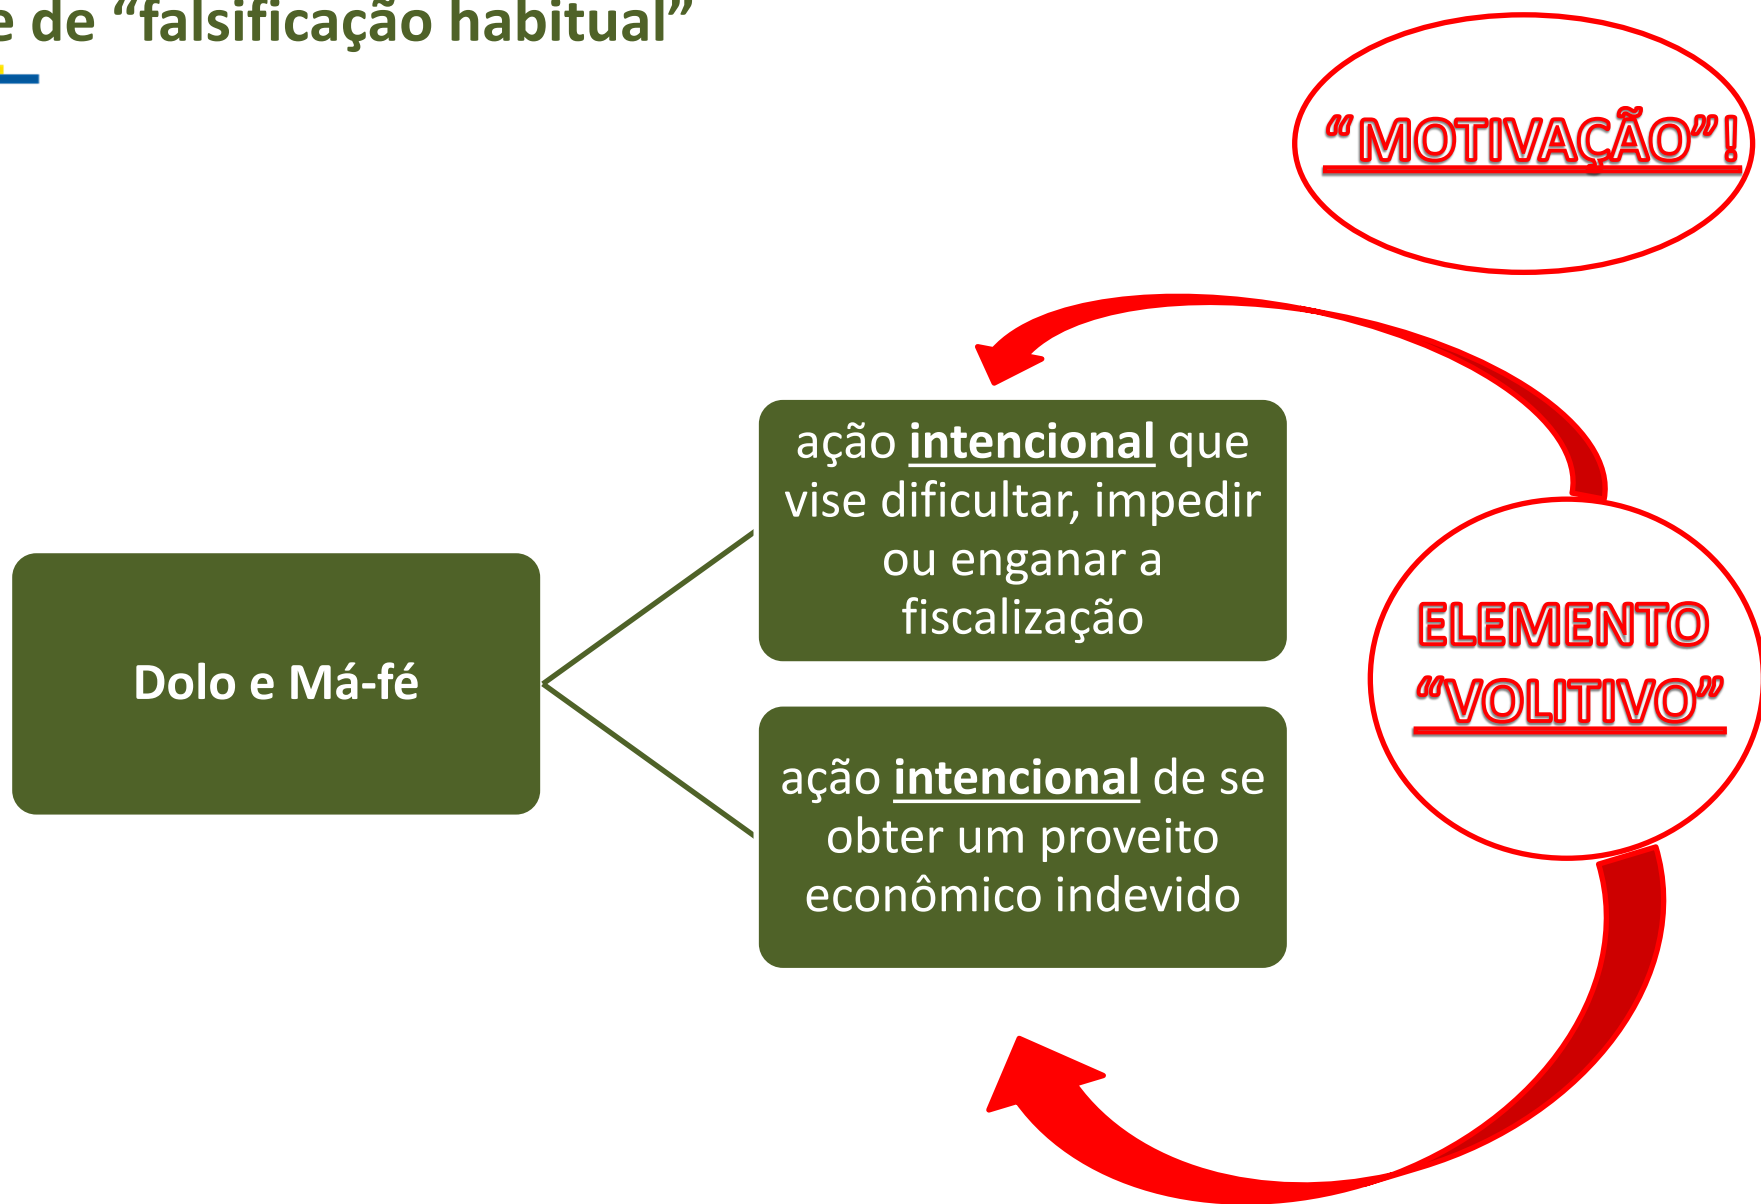 e de “falsificação habitual”
“MOTIVAÇÃO”!
ação intencional que
vise dificultar, impedir
ou enganar a
fiscalização
Dolo e Má-fé
ELEMENTO
“VOLITIVO”
ação intencional de se
obter um proveito
econômico indevido